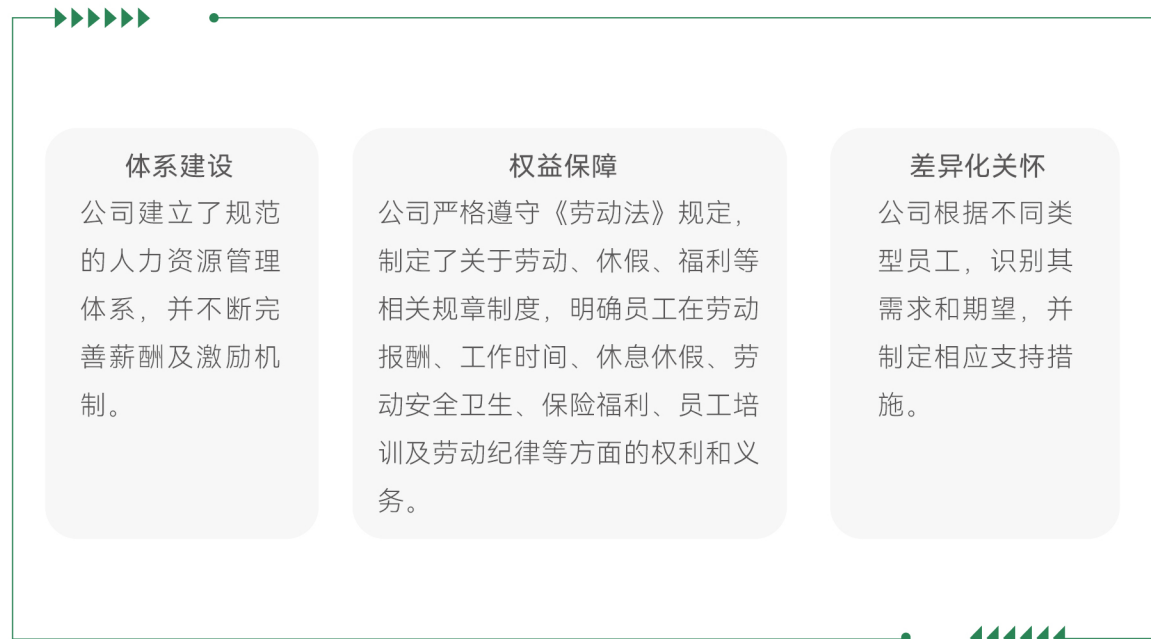 体系建设
公司建立了规范
的人力资源管理
体系，并不断完
善薪酬及激励机
制。
权益保障
公司严格遵守《劳动法》规定，
制定了关于劳动、休假、福利等
相关规章制度，明确员工在劳动
报酬、工作时间、休息休假、劳
动安全卫生、保险福利、员工培
训及劳动纪律等方面的权利和义
务。
差异化关怀
公司根据不同类
型员工，识别其
需求和期望，并
制定相应支持措
施。